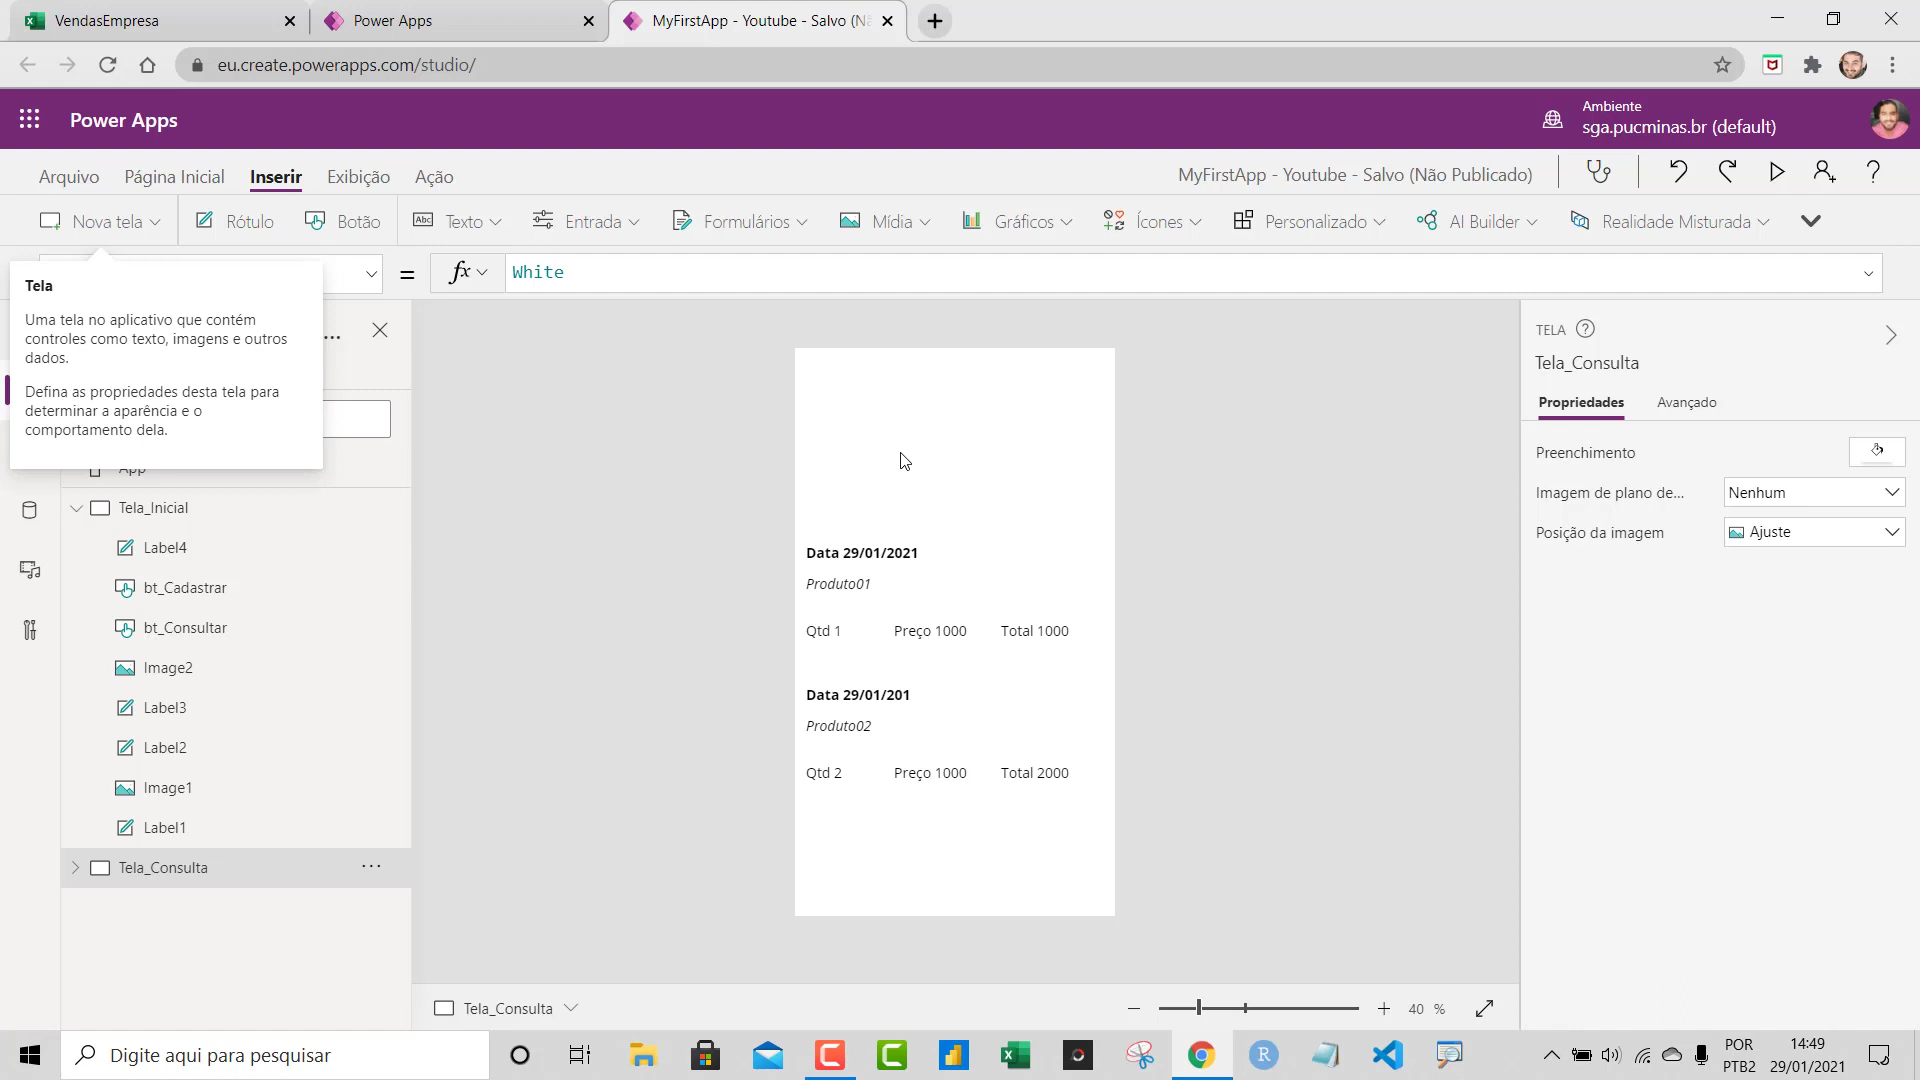 VendasEmpresa
Power Apps
MyFirstApp - Youtube - Salvo (Nã
eu.create.powerapps.com/studio/
Power Apps
Ambiente
sga.pucminas.br (default)
Arquivo
Página Inicial
Inserir
Exibição
Ação
MyFirstApp - Youtube - Salvo (Não Publicado)
Nova tela
Rótulo
Botão
Abc
Texto
Entrada
Formulários
Mídia
Gráficos
Ícones
Personalizado
AI Builder
Realidade Misturada
=
fx
White
Tela
Uma tela no aplicativo que contém
controles como texto, imagens e outros
dados.
Defina as propriedades desta tela para
determinar a aparência e o
comportamento dela.
App
Tela_Inicial
Label4
bt_Cadastrar
bt_Consultar
Image2
Label3
Label2
Image1
Label1
Tela_Consulta
Data 29/01/2021
Produto01
Qtd 1
Preço 1000
Total 1000
Data 29/01/201
Produto02
Qtd 2
Preço 1000
Total 2000
TELA
Tela_Consulta
Propriedades
Avançado
Preenchimento
Imagem de plano de...
Nenhum
Posição da imagem
Ajuste
Tela_Consulta
40 %
Digite aqui para pesquisar
POR
PTB2
14:49
29/01/2021